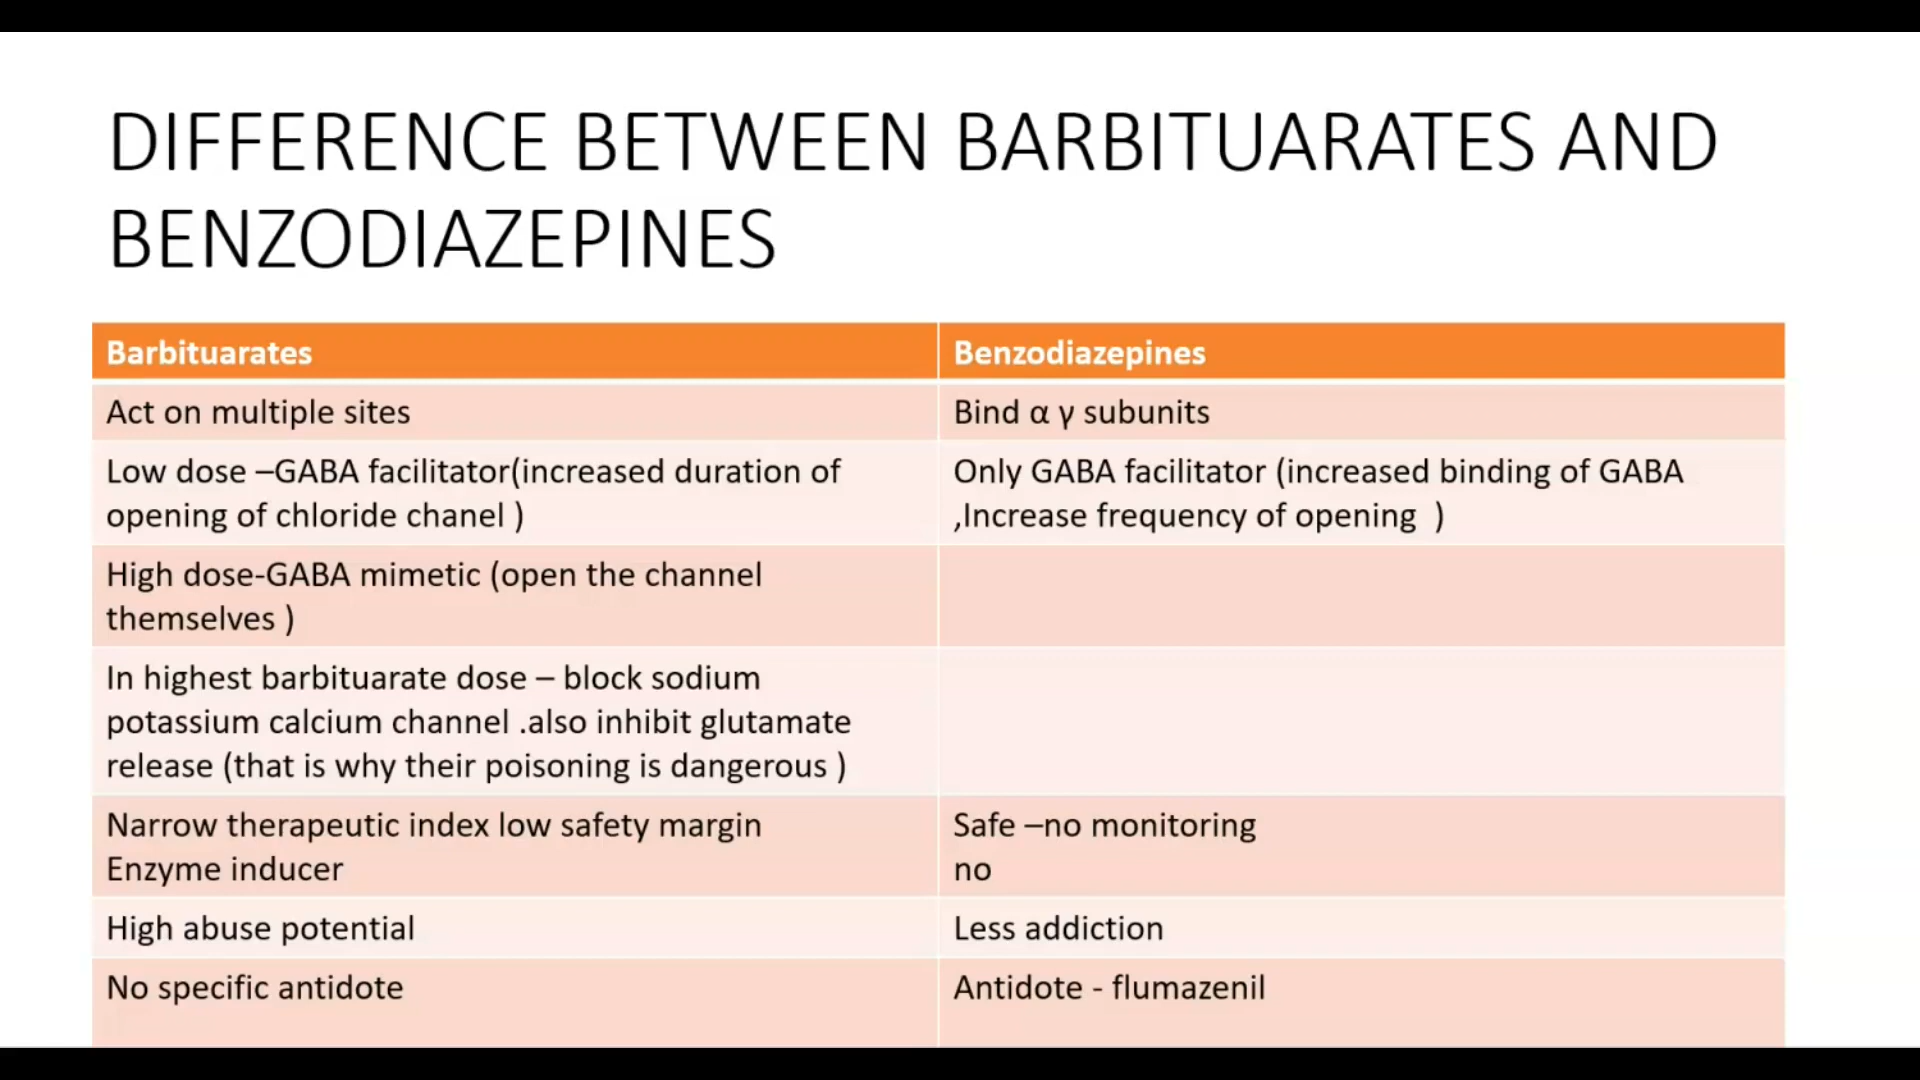 DIFFERENCE BETWEEN BARBITUARATES AND
BENZODIAZEPINES
Barbituarates
Benzodiazepines
Act on multiple sites
Bind α γ subunits
Low dose –GABA facilitator(increased duration of
opening of chloride chanel )
Only GABA facilitator (increased binding of GABA
,Increase frequency of opening )
High dose-GABA mimetic (open the channel
themselves )
In highest barbituarate dose – block sodium
potassium calcium channel .also inhibit glutamate
release (that is why their poisoning is dangerous )
Narrow therapeutic index low safety margin
Enzyme inducer
Safe –no monitoring
no
High abuse potential
Less addiction
No specific antidote
Antidote - flumazenil